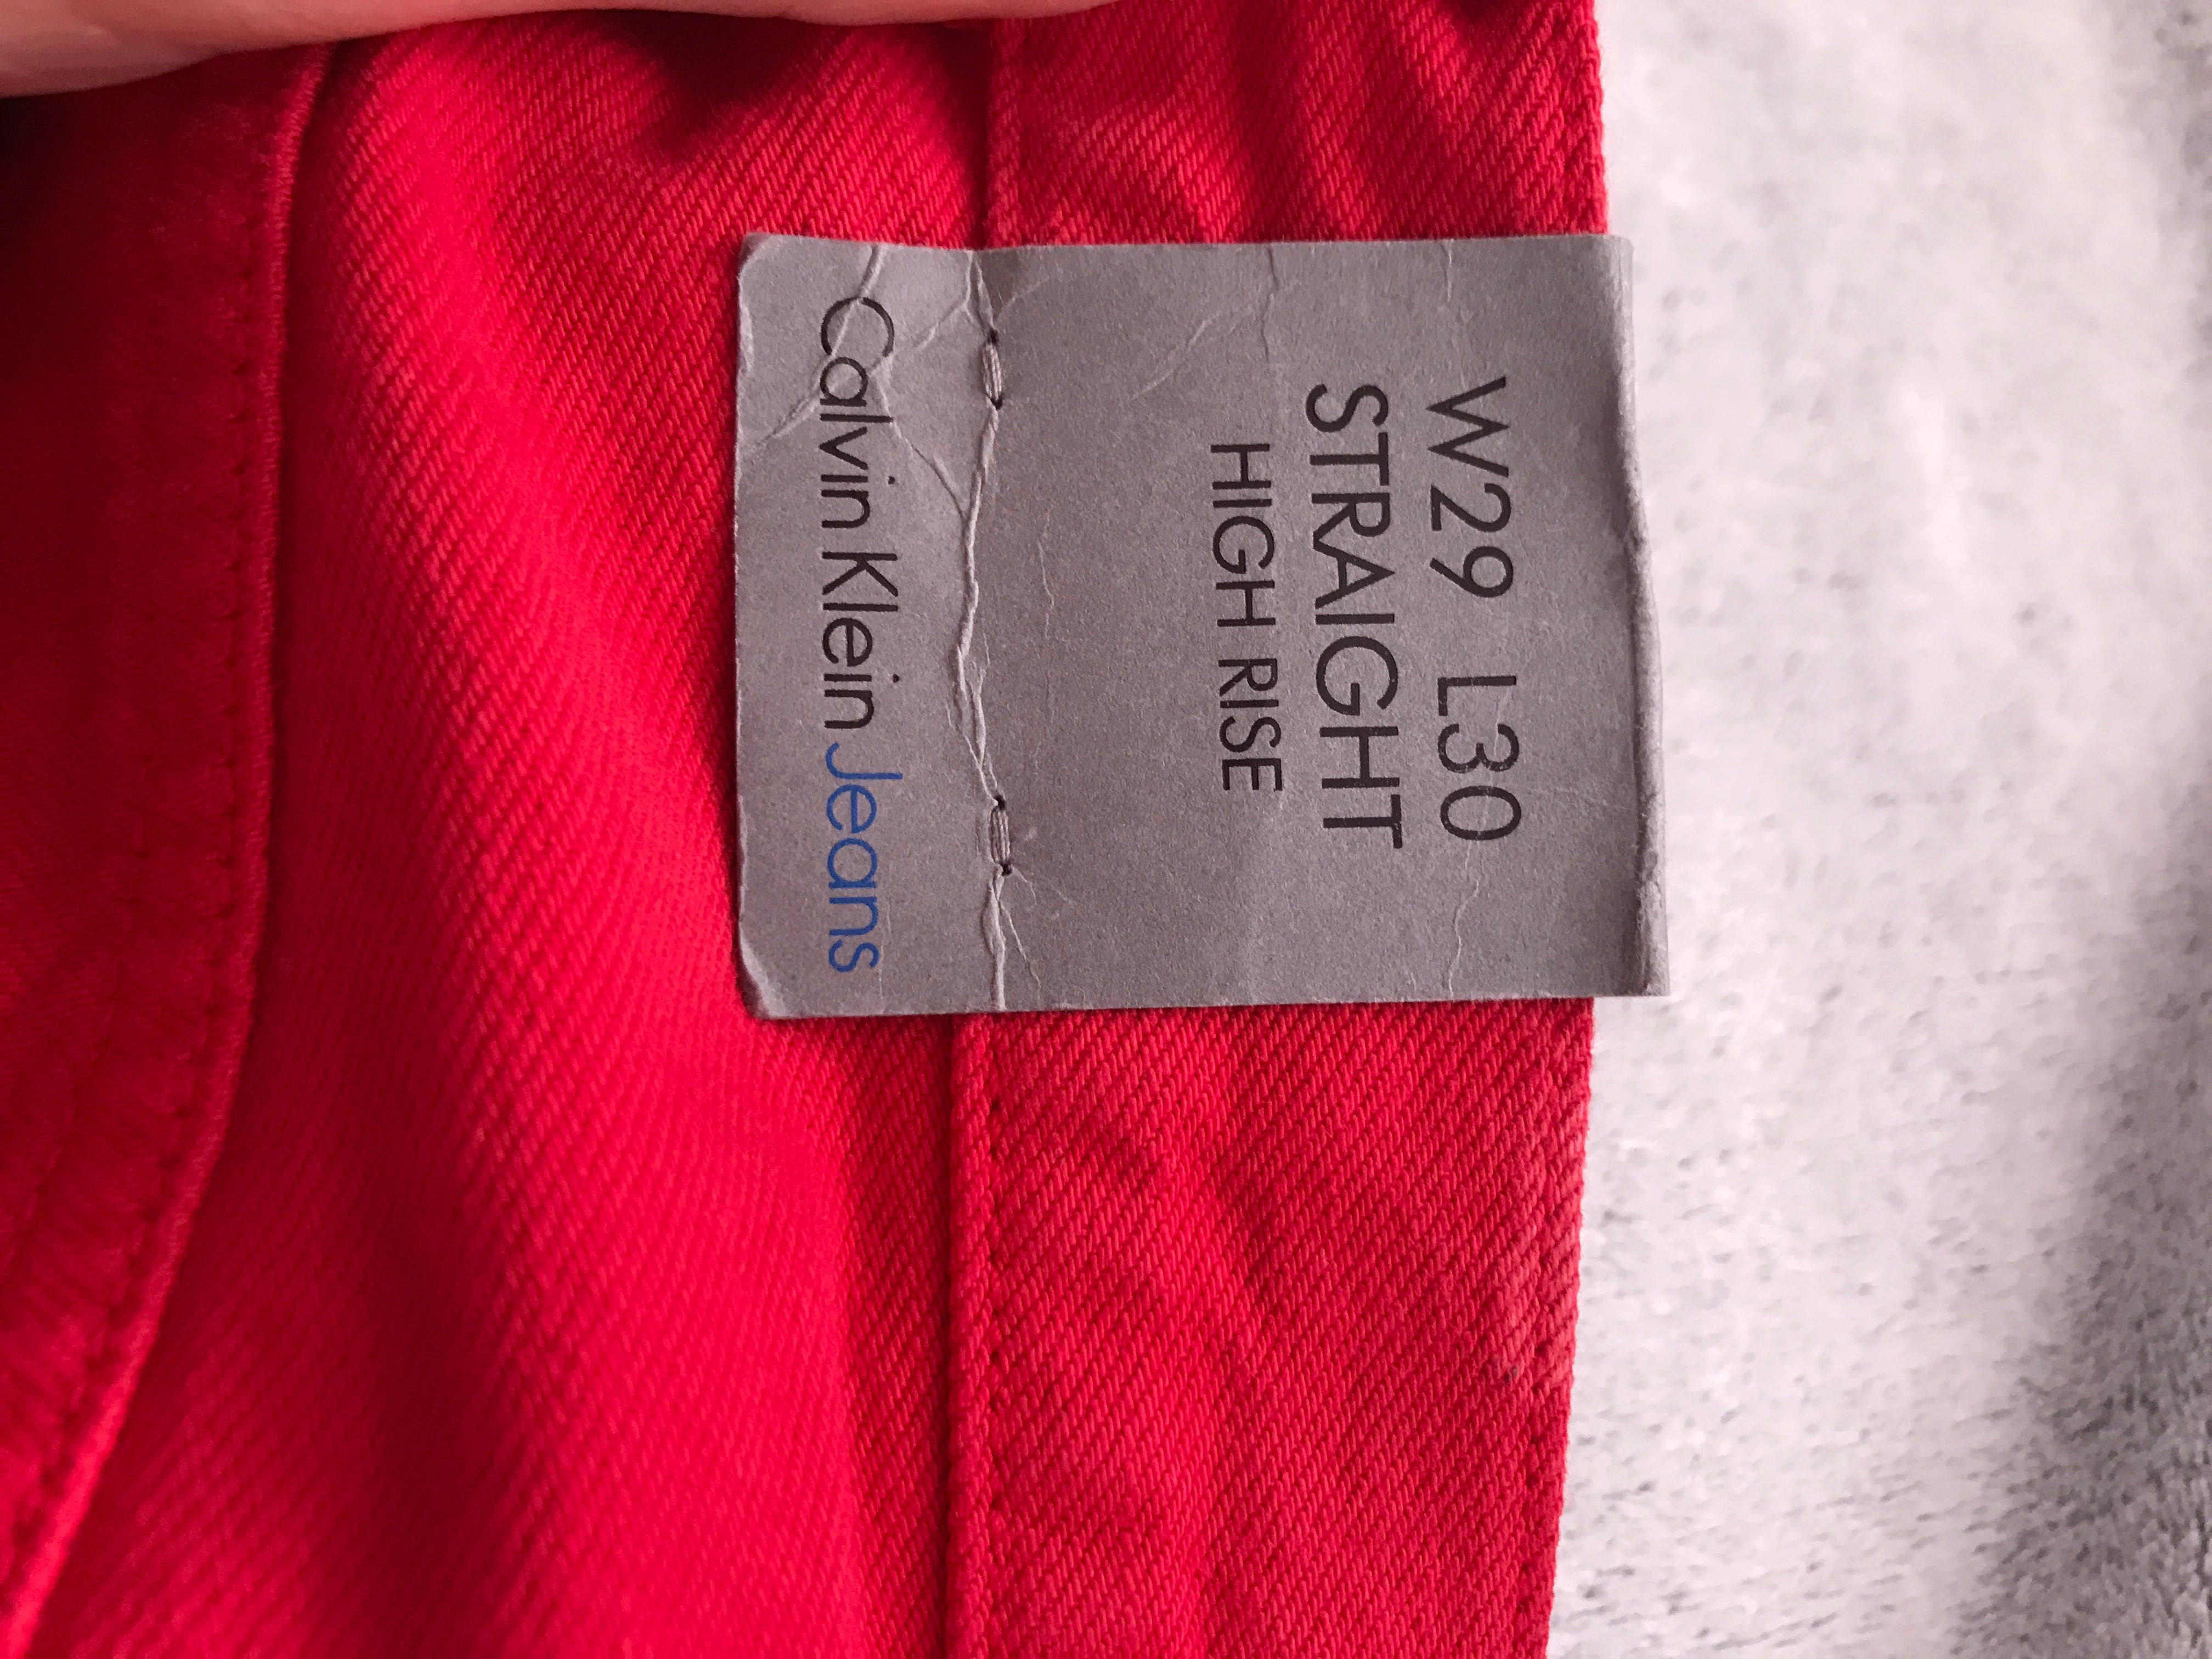 W29 L30
STRAIGHT
HIGH RISE
Calvin Klein Jeans